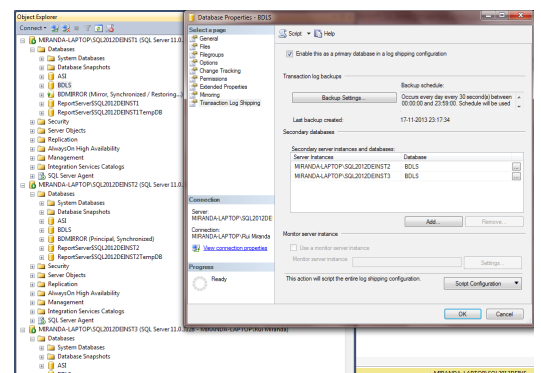 Object Explorer
Connect
MIRANDA-LAPTOP\SQL2012DEINST1 (SQL Server 11.0
Databases
System Databases
Database Snapshots
ASI
BDLS
BDMIRROR (Mirror, Synchronized / Restoring...)
ReportServer$SQL2012DEINST1
ReportServer$SQL2012DEINST1TempDB
Security
Server Objects
Replication
AlwaysOn High Availability
Management
Integration Services Catalogs
SQL Server Agent
MIRANDA-LAPTOP\SQL2012DEINST2 (SQL Server 11.0
Databases
System Databases
Database Snapshots
ASI
BDLS
BDMIRROR (Principal, Synchronized)
ReportServer$SQL2012DEINST2
ReportServer$SQL2012DEINST2TempDB
Security
Server Objects
Replication
AlwaysOn High Availability
Management
Integration Services Catalogs
SQL Server Agent
MIRANDA-LAPTOP\SQL2012DEINST3 (SQL Server 11.0
MIRANDA-LAPTOP\Rui Miranda)
Databases
System Databases
Database Snapshots
ASI
Database Properties - BDLS
Select a page
General
Files
Filegroups
Options
Change Tracking
Permissions
Extended Properties
Mirroring
Transaction Log Shipping
Connection
Server:
MIRANDA-LAPTOP\SQL2012DE
Connection:
MIRANDA-LAPTOP\Rui Miranda
View connection properties
Progress
Ready
Script
Help
Enable this as a primary database in a log shipping configuration
Transaction log backups
Backup schedule:
Backup Settings...
Occurs every day every 30 second(s) between
00:00:00 and 23:59:00. Schedule will be used
Last backup created:
17-11-2013 23:17:34
Secondary databases
Secondary server instances and databases:
Server Instances
Database
MIRANDA-LAPTOP\SQL2012DEINST2
BDLS
MIRANDA-LAPTOP\SQL2012DEINST3
BDLS
Add...
Remove
Monitor server instance
Use a monitor server instance
Monitor server instance:
Settings...
This action will script the entire log shipping configuration.
Script Configuration
OK
Cancel